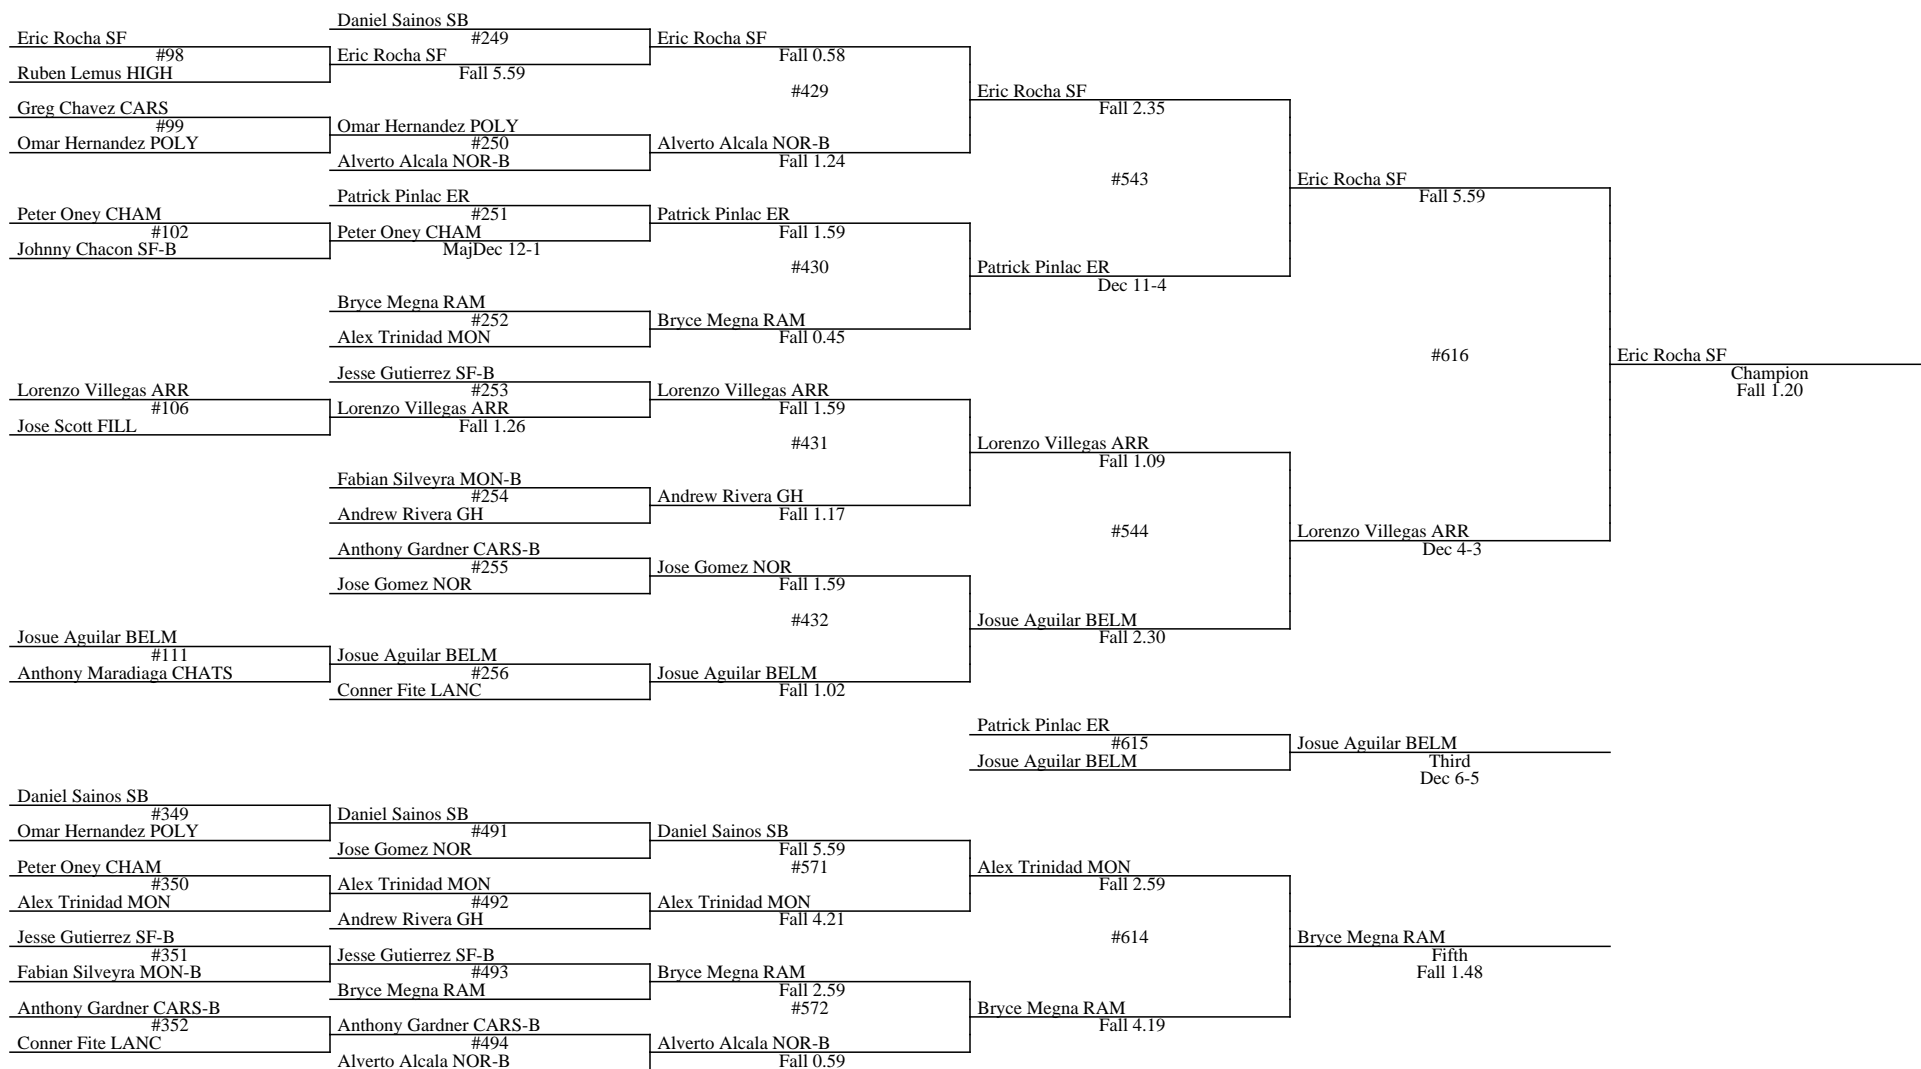 Daniel Sainos SB
Eric Rocha SF
#249
Eric Rocha SF
#98
Eric Rocha SF
Fall 0.58
Ruben Lemus HIGH
Fall 5.59
#429
Eric Rocha SF
Greg Chavez CARS
Fall 2.35
#99
Omar Hernandez POLY
Omar Hernandez POLY
#250
Alverto Alcala NOR-B
Alverto Alcala NOR-B
Fall 1.24
#543
Eric Rocha SF
Patrick Pinlac ER
Fall 5.59
Peter Oney CHAM
#251
Patrick Pinlac ER
#102
Peter Oney CHAM
Fall 1.59
Johnny Chacon SF-B
MajDec 12-1
#430
Patrick Pinlac ER
Dec 11-4
Bryce Megna RAM
#252
Bryce Megna RAM
Alex Trinidad MON
Fall 0.45
#616
Eric Rocha SF
Jesse Gutierrez SF-B
Champion
Lorenzo Villegas ARR
#253
Lorenzo Villegas ARR
Fall 1.20
#106
Lorenzo Villegas ARR
Fall 1.59
Jose Scott FILL
Fall 1.26
#431
Lorenzo Villegas ARR
Fall 1.09
Fabian Silveyra MON-B
#254
Andrew Rivera GH
Andrew Rivera GH
Fall 1.17
#544
Lorenzo Villegas ARR
Anthony Gardner CARS-B
Dec 4-3
#255
Jose Gomez NOR
Jose Gomez NOR
Fall 1.59
#432
Josue Aguilar BELM
Josue Aguilar BELM
Fall 2.30
#111
Josue Aguilar BELM
Anthony Maradiaga CHATS
#256
Josue Aguilar BELM
Conner Fite LANC
Fall 1.02
Patrick Pinlac ER
#615
Josue Aguilar BELM
Josue Aguilar BELM
Third
Dec 6-5
Daniel Sainos SB
#349
Daniel Sainos SB
Omar Hernandez POLY
#491
Daniel Sainos SB
Jose Gomez NOR
Fall 5.59
Peter Oney CHAM
#571
Alex Trinidad MON
#350
Alex Trinidad MON
Fall 2.59
Alex Trinidad MON
#492
Alex Trinidad MON
Andrew Rivera GH
Fall 4.21
Jesse Gutierrez SF-B
#614
Bryce Megna RAM
#351
Jesse Gutierrez SF-B
Fifth
Fabian Silveyra MON-B
#493
Bryce Megna RAM
Fall 1.48
Bryce Megna RAM
Fall 2.59
Anthony Gardner CARS-B
#572
Bryce Megna RAM
#352
Anthony Gardner CARS-B
Fall 4.19
Conner Fite LANC
#494
Alverto Alcala NOR-B
Alverto Alcala NOR-B
Fall 0.59